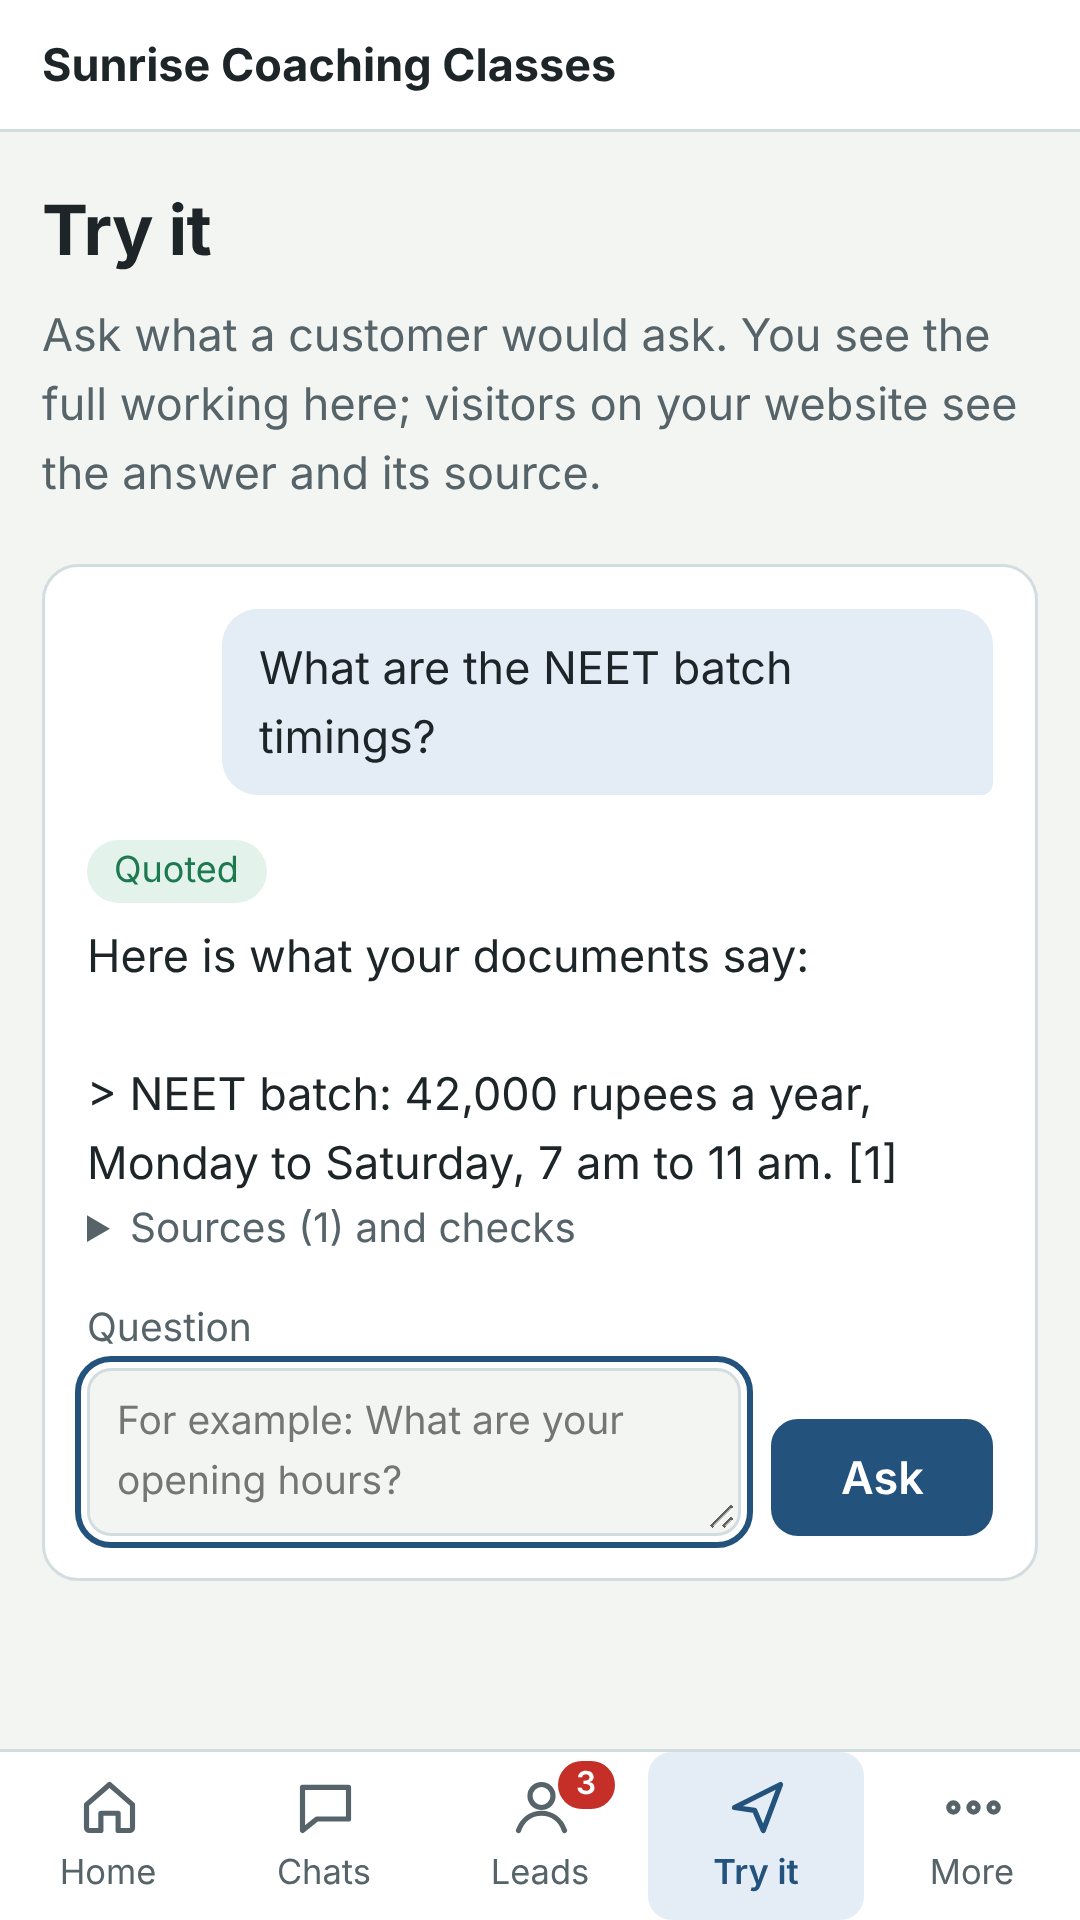 Sunrise Coaching Classes
Try it
Ask what a customer would ask. You see the
full working here; visitors on your website see
the answer and its source.
What are the NEET batch
timings?
Quoted
Here is what your documents say:
> NEET batch: 42,000 rupees a year,
Monday to Saturday, 7 am to 11 am. [1]
Sources (1) and checks
Question
For example: What are your
opening hours?
Ask
3
Home
Chats
Leads
Try it
More